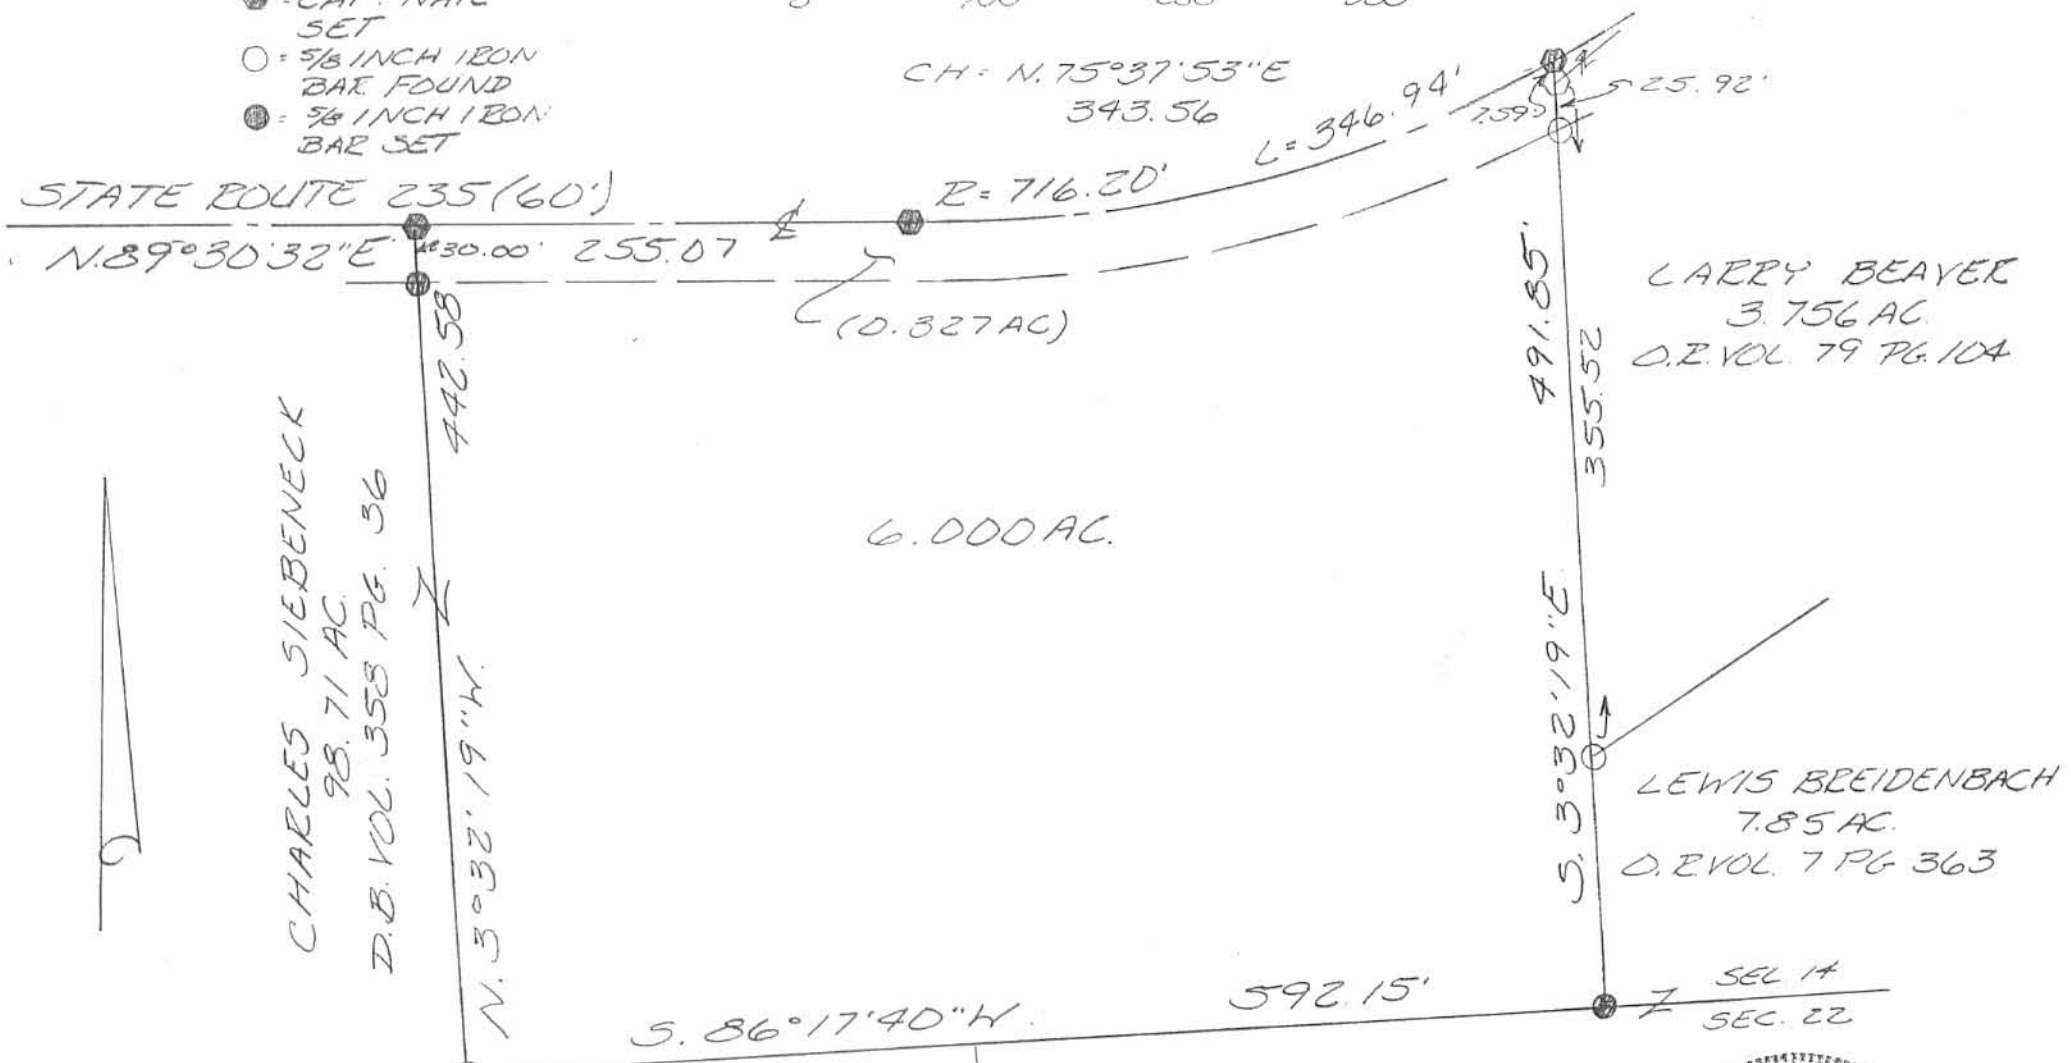 SET
○ = 5/8 INCH IRON
BAR FOUND
● = 5/8 INCH IRON
BAR SET
CH = N. 75°37'53"E
343.56
L = 346.94'
7.59'
25.92'
STATE ROUTE 235 (60')
R = 716.20'
N. 89°30'32"E
30.00'
255.07
(0.327 AC)
442.58
491.85'
355.52
LARRY BEAVER
3.756 AC.
O.R. VOL. 79 PG. 104
CHARLES SIEBENECK
98.71 AC.
D.B. VOL. 358 PG. 36
6.000 AC.
N. 3°32'19"W.
S. 3°32'19"E
LEWIS BREIDENBACH
7.85 AC.
O.R VOL. 7 PG 363
S. 86°17'40"W.
592.15'
SEC 14
SEC. 22